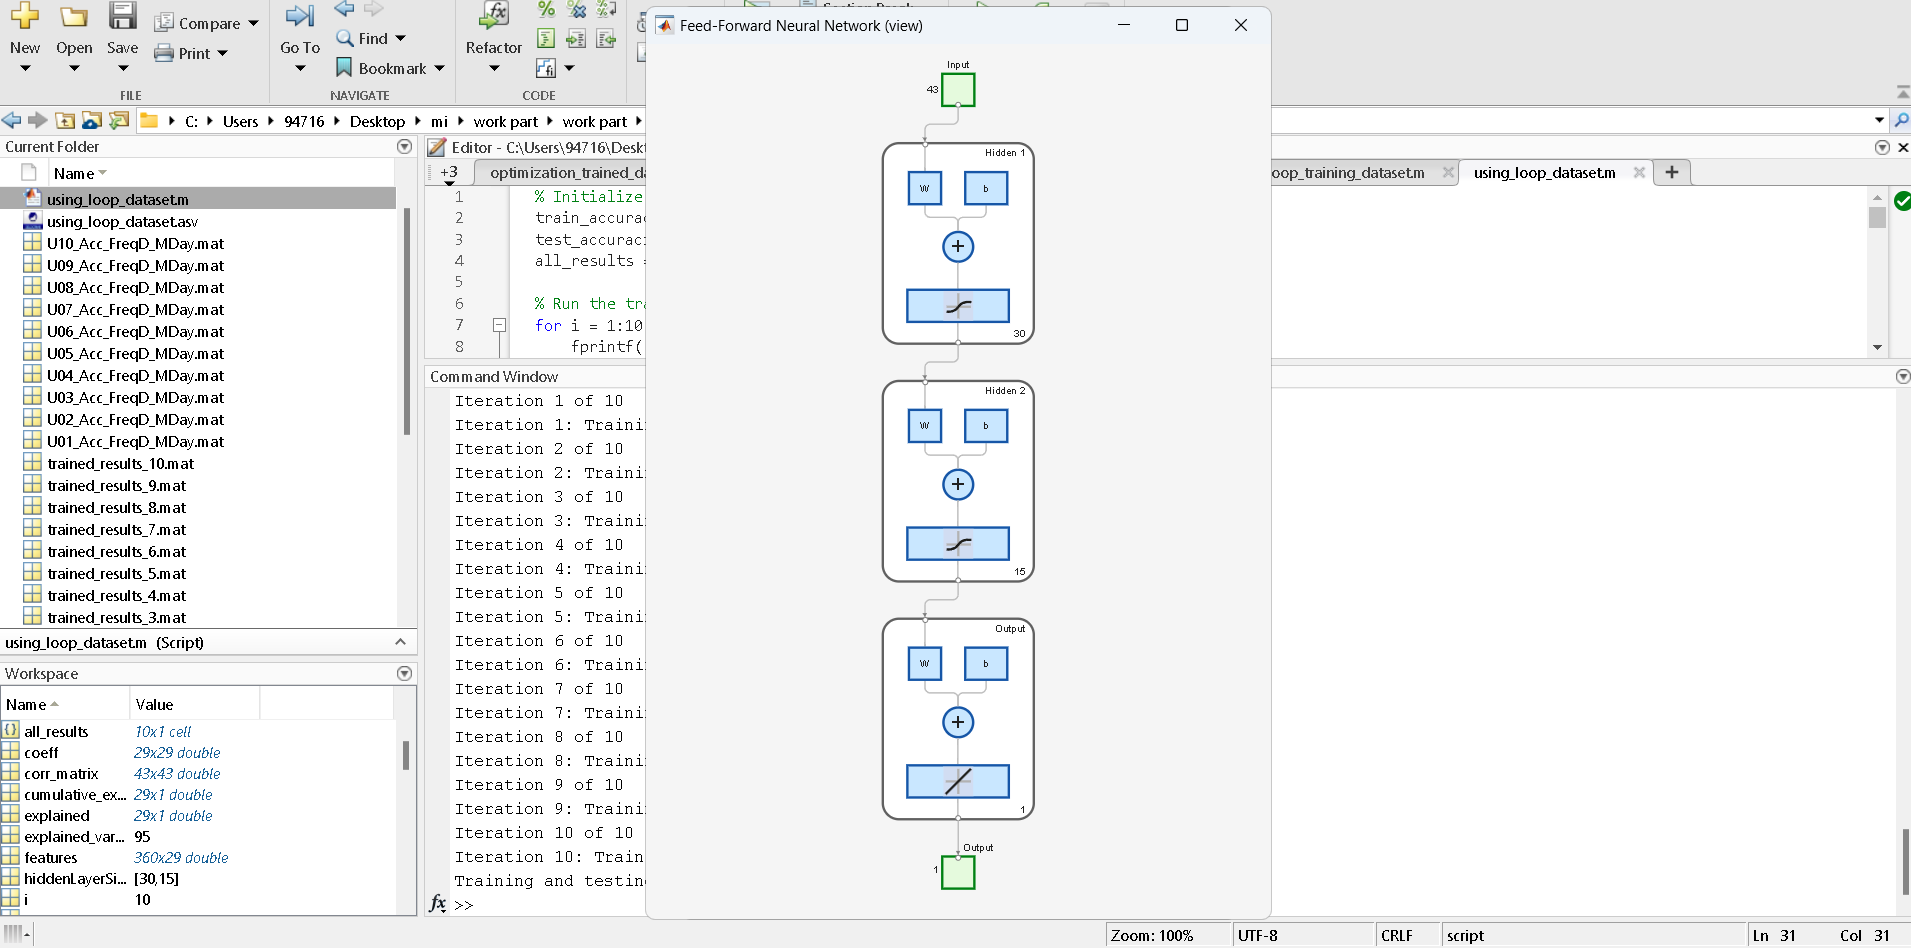 New
Open
Save
Compare
Print
FILE
Go To
Find
Bookmark
NAVIGATE
Refactor
CODE
C: Users 94716 Desktop mi work part work part
Current Folder
Name
using_loop_dataset.m
using_loop_dataset.asv
U10_Acc_FreqD_MDay.mat
U09_Acc_FreqD_MDay.mat
U08_Acc_FreqD_MDay.mat
U07_Acc_FreqD_MDay.mat
U06_Acc_FreqD_MDay.mat
U05_Acc_FreqD_MDay.mat
U04_Acc_FreqD_MDay.mat
U03_Acc_FreqD_MDay.mat
U02_Acc_FreqD_MDay.mat
U01_Acc_FreqD_MDay.mat
trained_results_10.mat
trained_results_9.mat
trained_results_8.mat
trained_results_7.mat
trained_results_6.mat
trained_results_5.mat
trained_results_4.mat
trained_results_3.mat
using_loop_dataset.m (Script)
Workspace
Name Value
all_results 10x1 cell
coeff 29x29 double
corr_matrix 43x43 double
cumulative_ex... 29x1 double
explained 29x1 double
explained_var... 95
features 360x29 double
hiddenLayerSi... [30,15]
i 10
Editor - C:\Users\94716\Deskt
+3 optimization_trained_da
oop_training_dataset.m
using_loop_dataset.m
+
1 % Initialize
2 train_accurac
3 test_accurac
4 all_results =
5
6 % Run the tra
7 for i = 1:10
8 fprintf(
Command Window
Iteration 1 of 10
Iteration 1: Traini
Iteration 2 of 10
Iteration 2: Traini
Iteration 3 of 10
Iteration 3: Traini
Iteration 4 of 10
Iteration 4: Traini
Iteration 5 of 10
Iteration 5: Traini
Iteration 6 of 10
Iteration 6: Traini
Iteration 7 of 10
Iteration 7: Traini
Iteration 8 of 10
Iteration 8: Traini
Iteration 9 of 10
Iteration 9: Traini
Iteration 10 of 10
Iteration 10: Train
Training and testin
fx >>
Feed-Forward Neural Network (view)
Input
43
Hidden 1
W b
+
30
Hidden 2
W b
+
15
Output
W b
+
1
Output
1
Zoom: 100% UTF-8 CRLF script Ln 31 Col 31